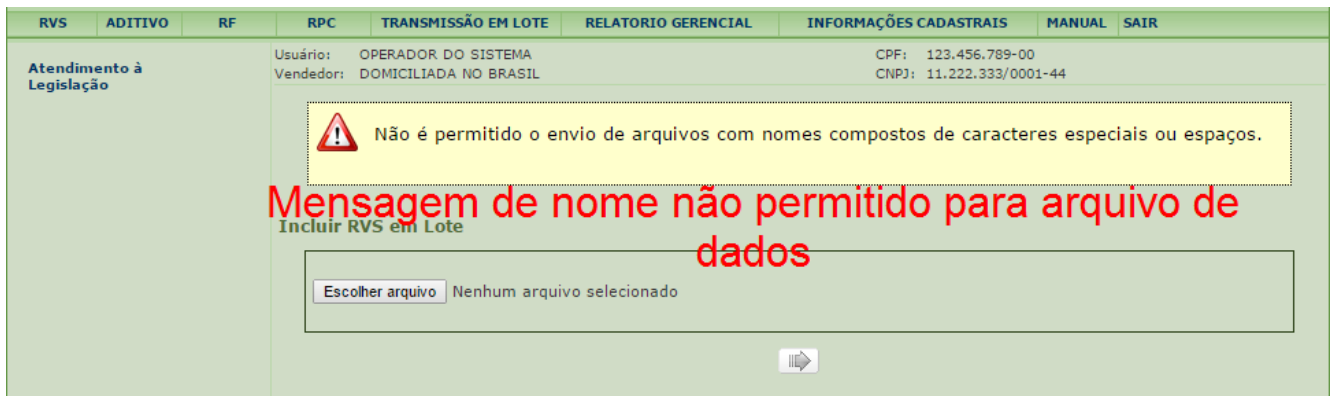 RVS ADITIVO RF RPC TRANSMISSÃO EM LOTE RELATORIO GERENCIAL INFORMAÇÕES CADASTRAIS MANUAL SAIR
Atendimento à
Legislação
Usuário: OPERADOR DO SISTEMA CPF: 123.456.789-00
Vendedor: DOMICILIADA NO BRASIL CNPJ: 11.222.333/0001-44
Não é permitido o envio de arquivos com nomes compostos de caracteres especiais ou espaços.
Mensagem de nome não permitido para arquivo de
dados
Incluir RVS em Lote
Escolher arquivo Nenhum arquivo selecionado